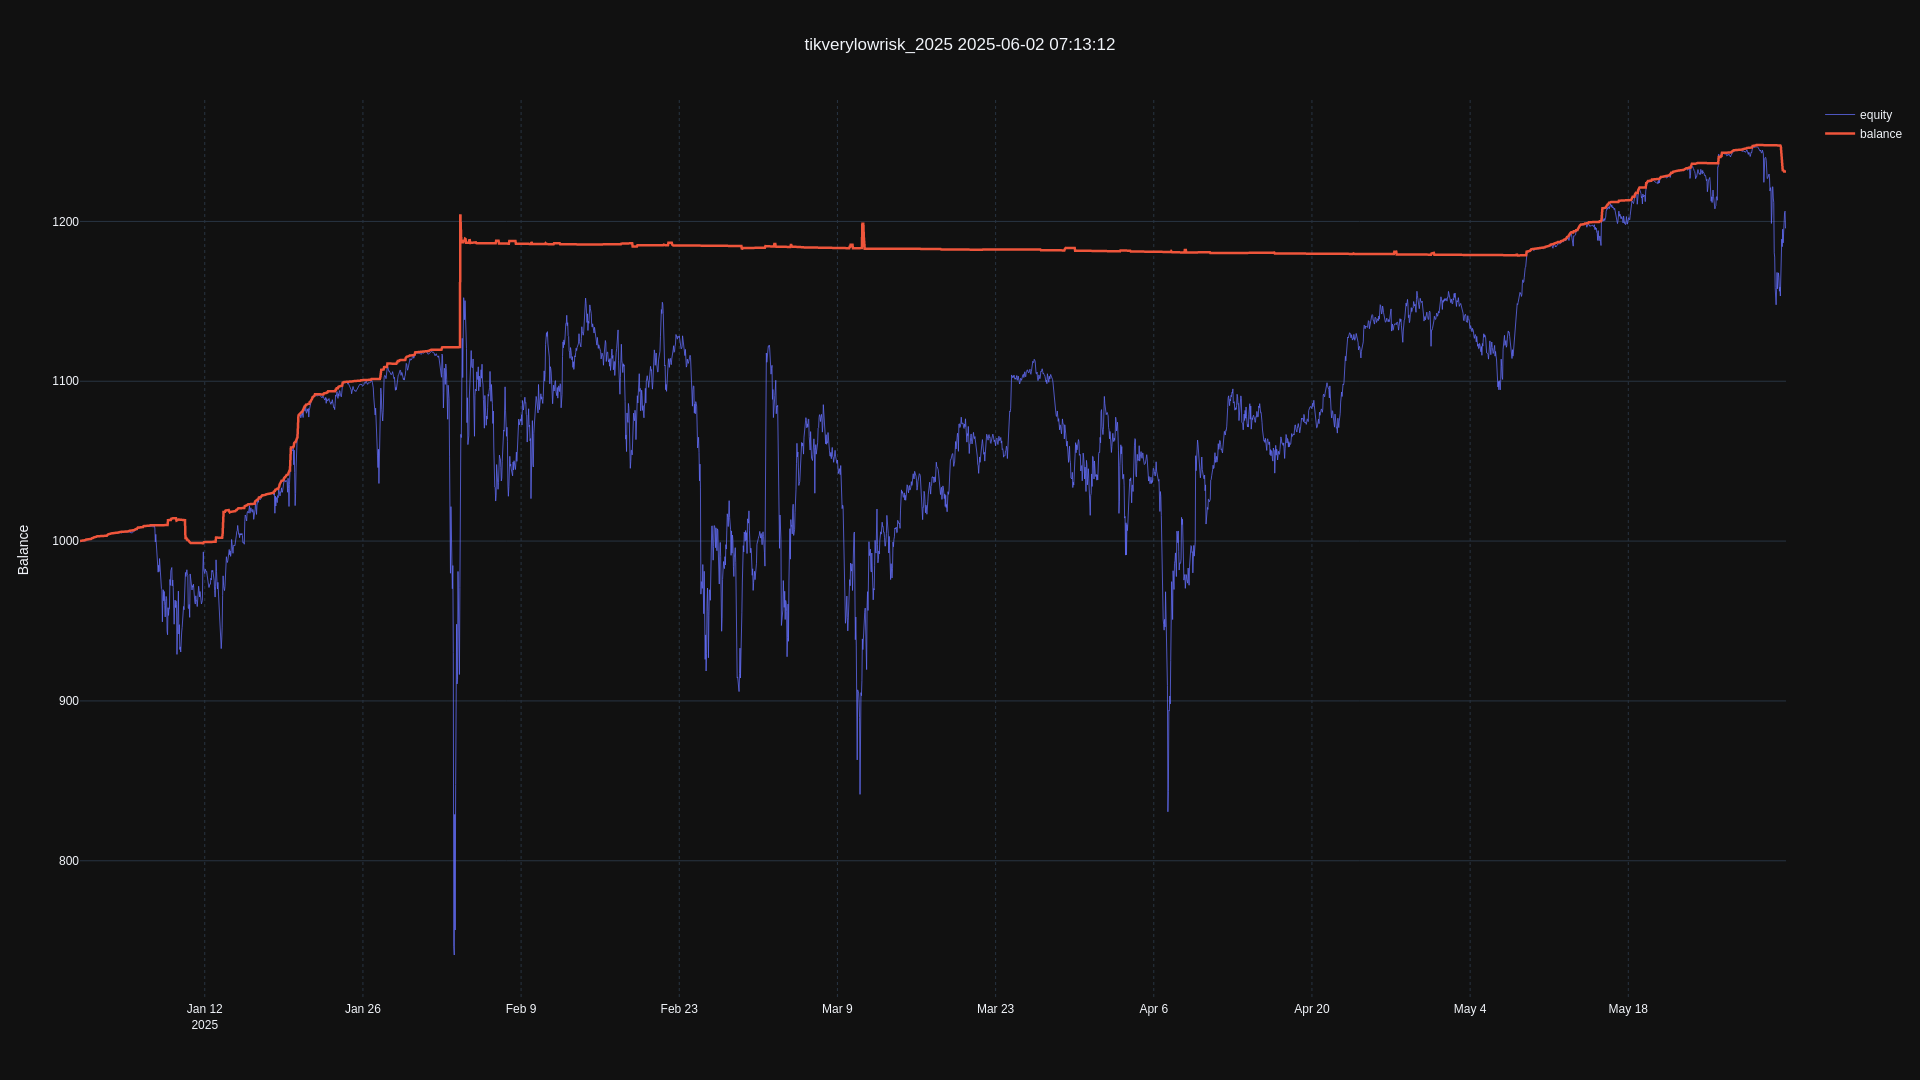 tikverylowrisk_2025 2025-06-02 07:13:12
equity
balance
Balance
1200
1100
1000
900
800
Jan 12
2025
Jan 26
Feb 9
Feb 23
Mar 9
Mar 23
Apr 6
Apr 20
May 4
May 18